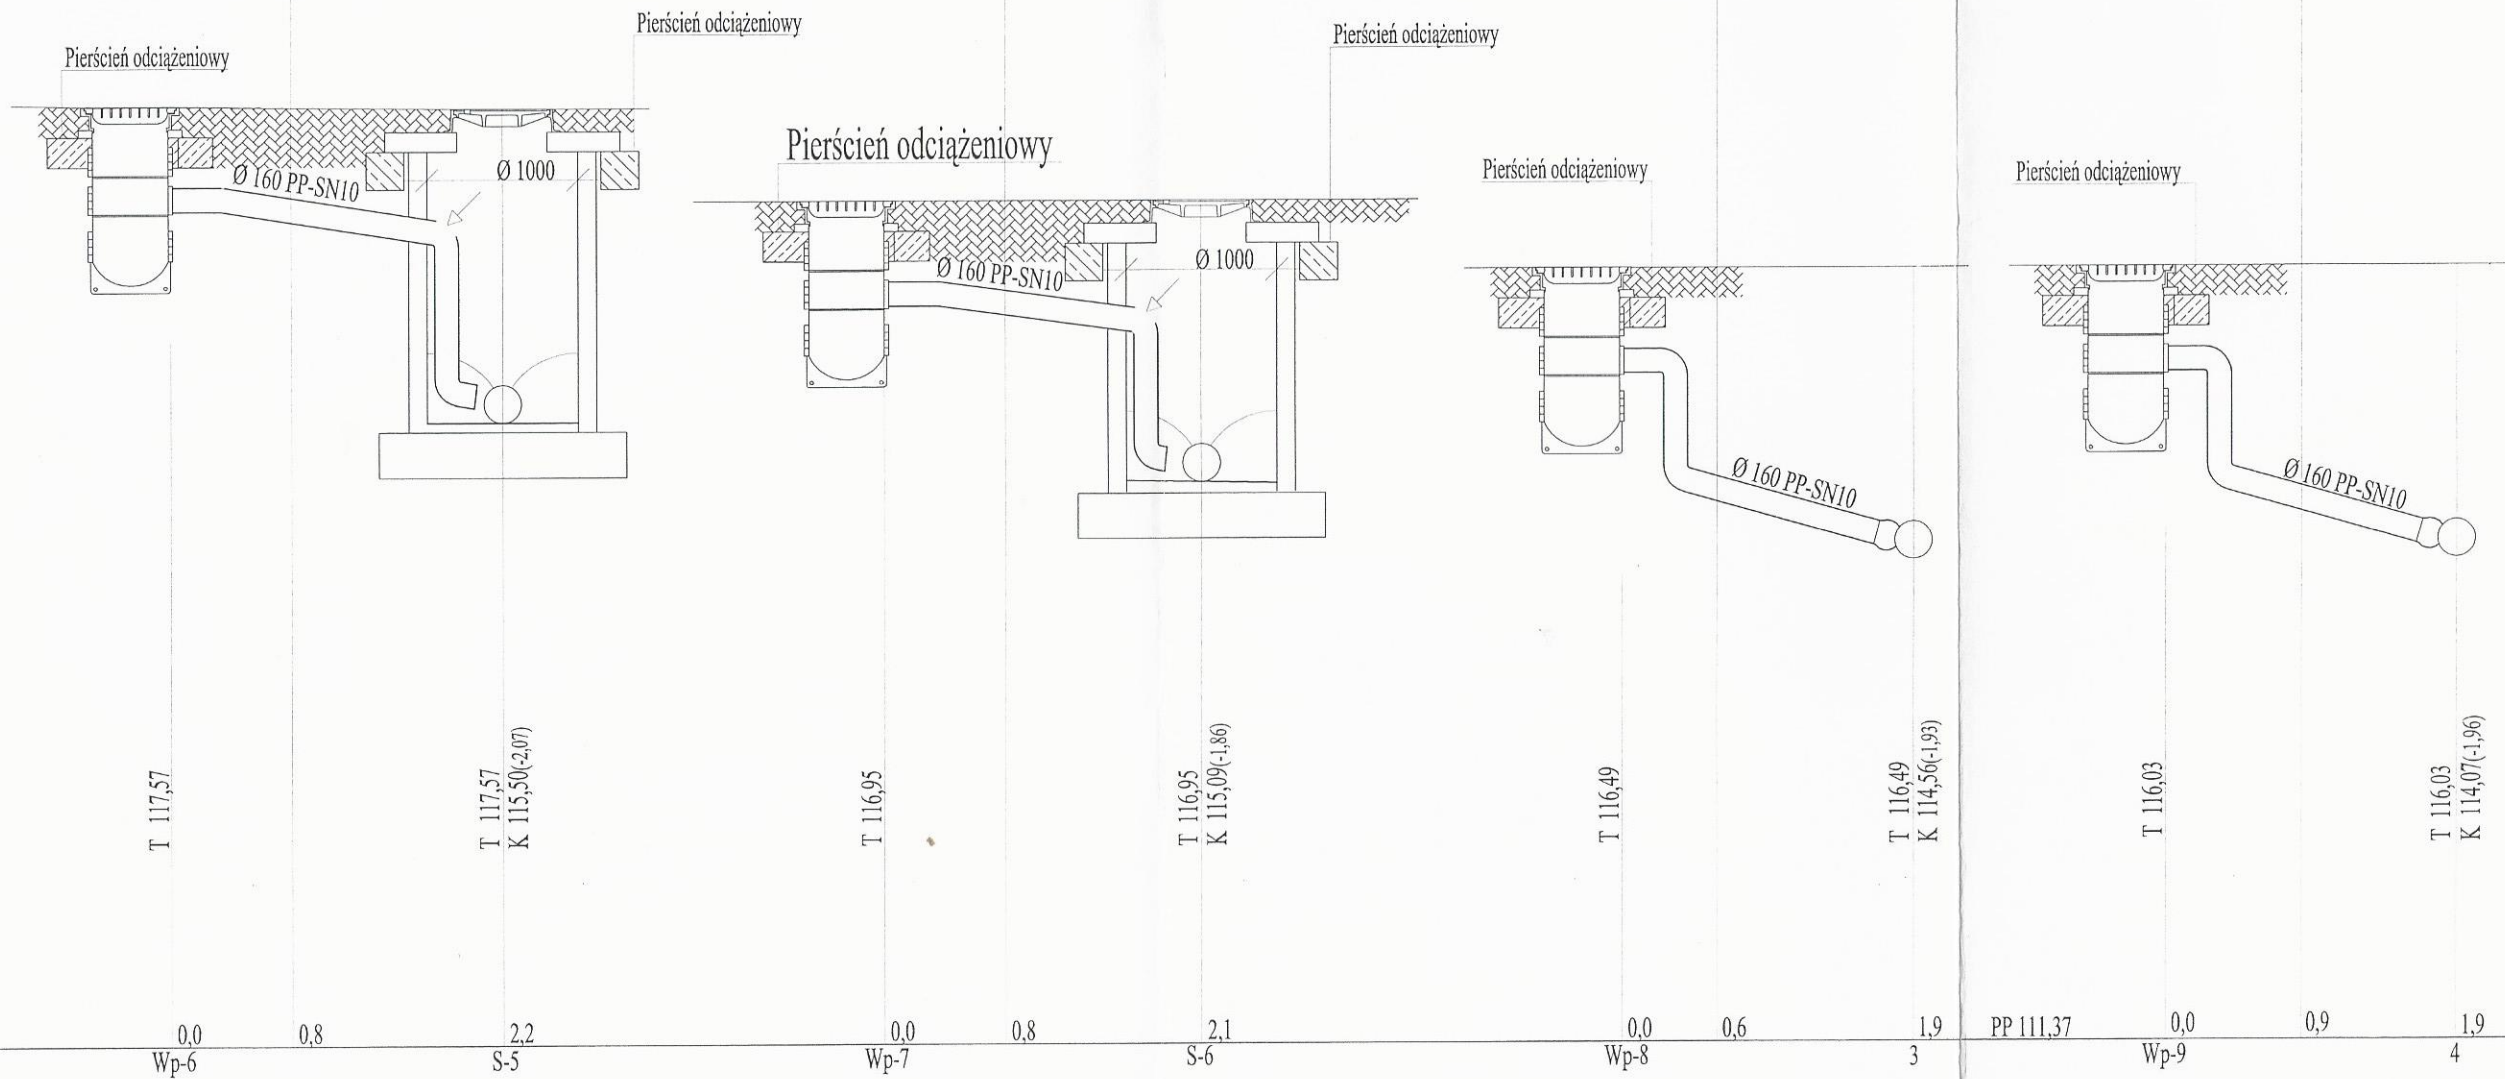 Pierścień odciążeniowy
Pierścień odciążeniowy
Pierścień odciążeniowy
Pierścień odciążeniowy
Pierścień odciążeniowy
Pierścień odciążeniowy
Ø 160 PP-SN10
Ø 1000
Ø 160 PP-SN10
Ø 1000
Ø 160 PP-SN10
Ø 160 PP-SN10
T 117,57
T 117,57
K 115,50(-2,07)
T 116,95
T 116,95
K 115,09(-1,86)
T 116,49
T 116,49
K 114,56(-1,93)
T 116,03
T 116,03
K 114,07(-1,96)
0,0 0,8 2,2 0,0 0,8 2,1 0,0 0,6 1,9 PP 111,37 0,0 0,9 1,9
Wp-6 S-5 Wp-7 S-6 Wp-8 3 Wp-9 4